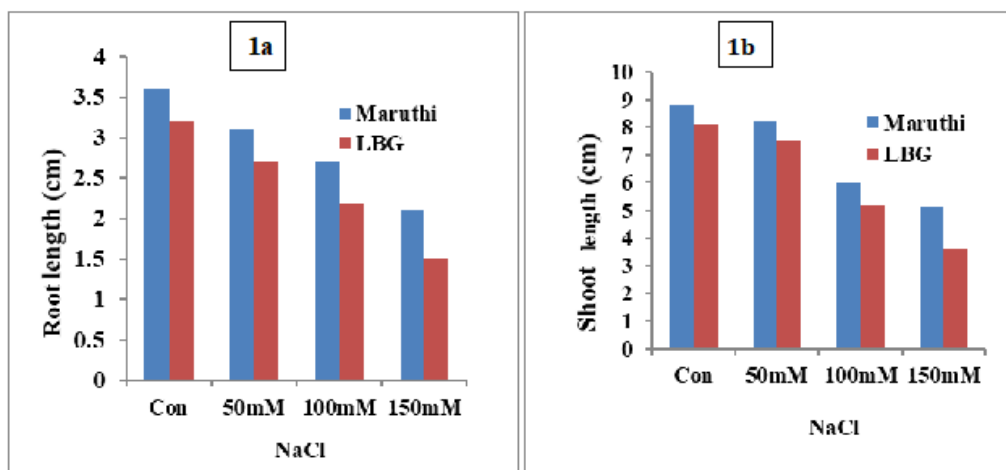 1a
4
3.5
3
2.5
2
1.5
1
0.5
0
Root length (cm)
Maruthi
LBG
Con 50mM 100mM 150mM
NaCl
1b
10
9
8
7
6
5
4
3
2
1
0
Shoot length (cm)
Maruthi
LBG
Con 50mM 100mM 150mM
NaCl